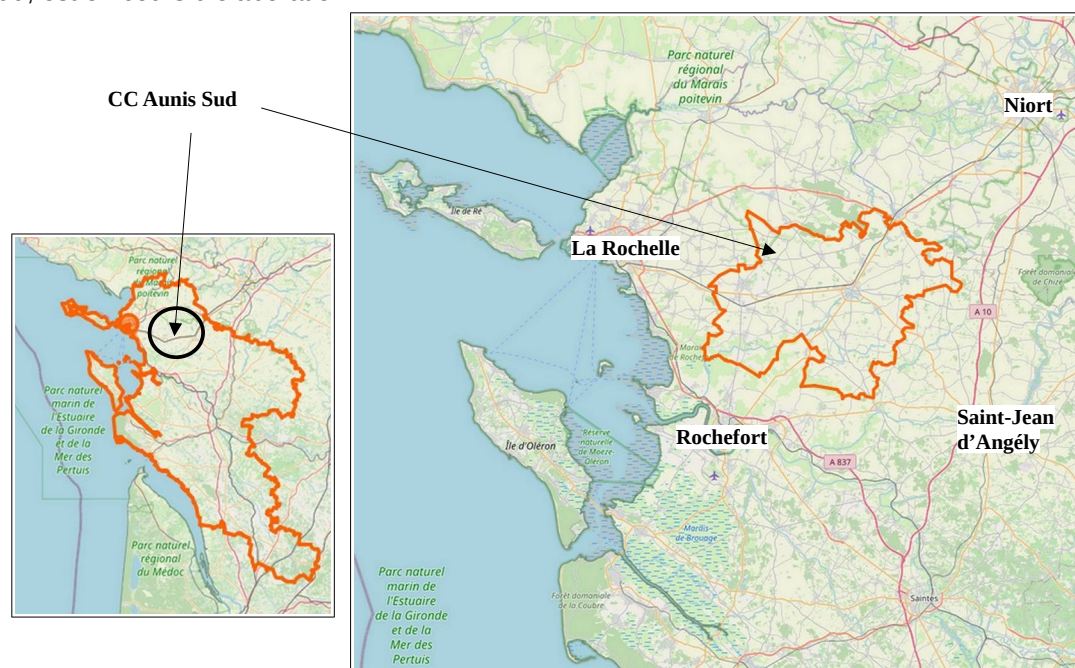 CC Aunis Sud
Parc naturel
régional
du Marais
poitevin
Niort
Île de Ré
La Rochelle
Forêt domaniale
de Chizé
A 10
Saint-Jean
d’Angély
Rochefort
A 837
Île d'Oléron
Réserve
naturelle
de Moëze-
Oléron
Marais
de Brouage
Forêt domaniale
de la Coubre
Saintes
Parc naturel
marin de
l'Estuaire
de la Gironde
et de la
Mer des
Pertuis
Parc naturel
régional
du Marais
poitevin
Parc naturel
marin de
l'Estuaire
de la Gironde
et de la
Mer des
Pertuis
Parc naturel
régional
du Médoc